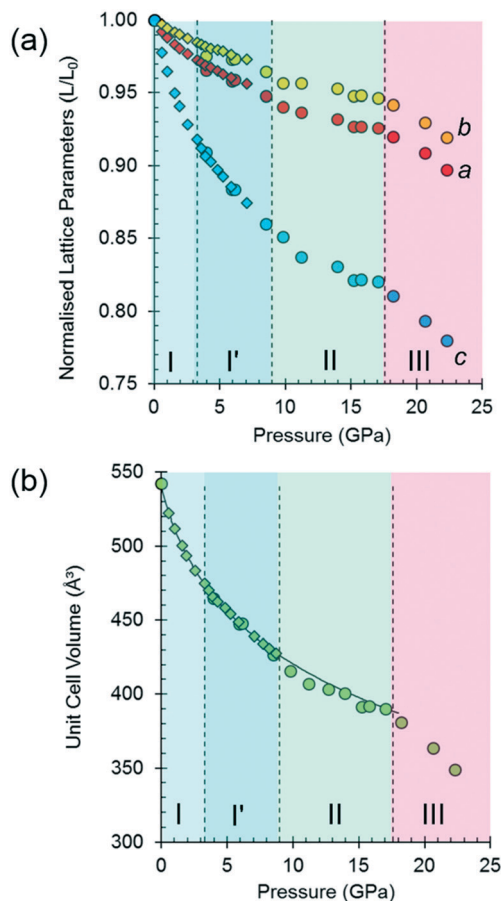 (a)
Normalised Lattice Parameters (L/L0)
1.00
0.95
0.90
0.85
0.80
0.75
b
a
c
I
I'
II
III
0
5
10
15
20
25
Pressure (GPa)
(b)
Unit Cell Volume (Å³)
550
500
450
400
350
300
I
I'
II
III
0
5
10
15
20
25
Pressure (GPa)